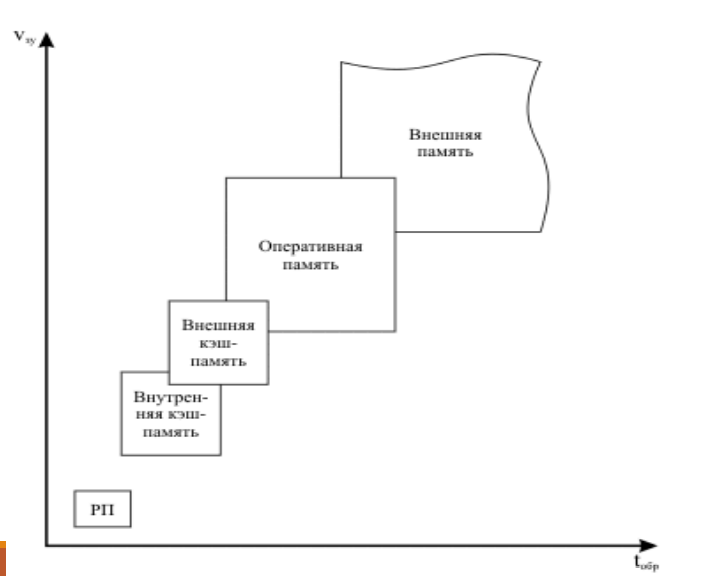 Vзу
Внешняя
память
Оперативная
память
Внешняя
кэш-
память
Внутрен-
няя кэш-
память
РП
tобр